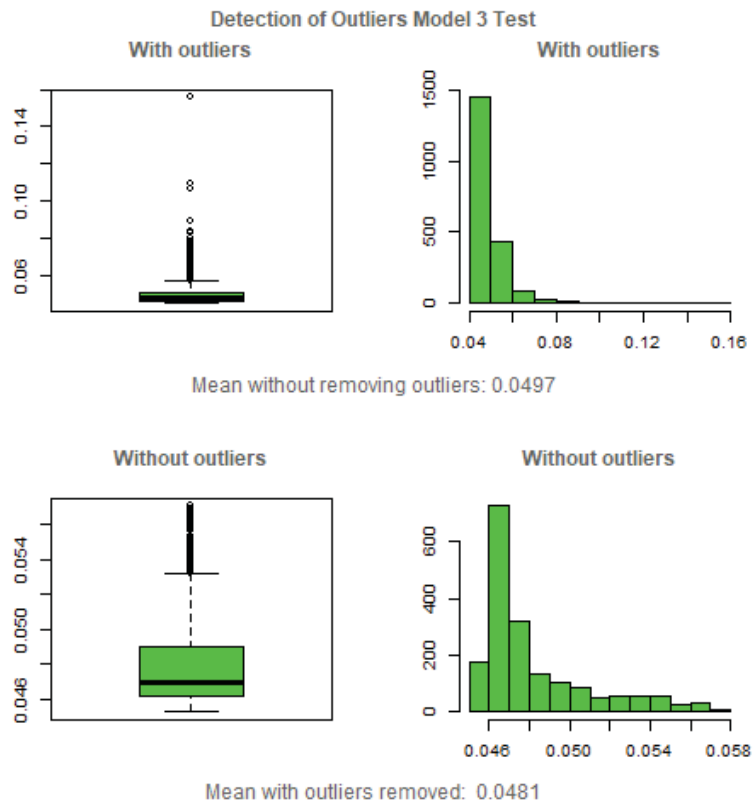 Detection of Outliers Model 3 Test
With outliers
With outliers
0.14
0.10
0.06
1500
1000
500
0
0.04 0.08 0.12 0.16
Mean without removing outliers: 0.0497
Without outliers
Without outliers
0.054
0.050
0.046
600
400
200
0
0.046 0.050 0.054 0.058
Mean with outliers removed: 0.0481